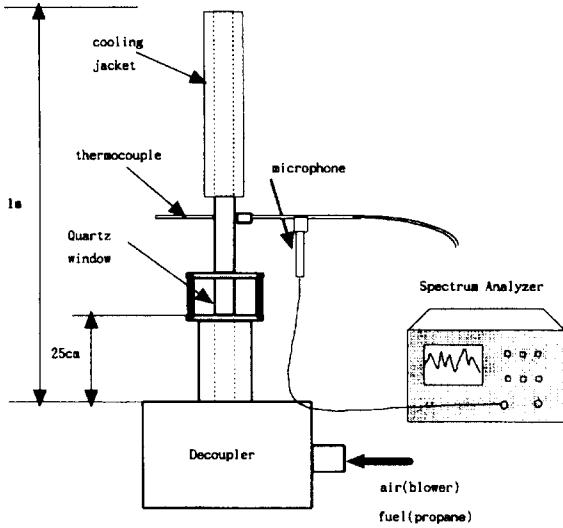 cooling
jacket
thermocouple
microphone
1m
Quartz
window
Spectrum Analyzer
25cm
Decoupler
air(blower)
fuel(propane)